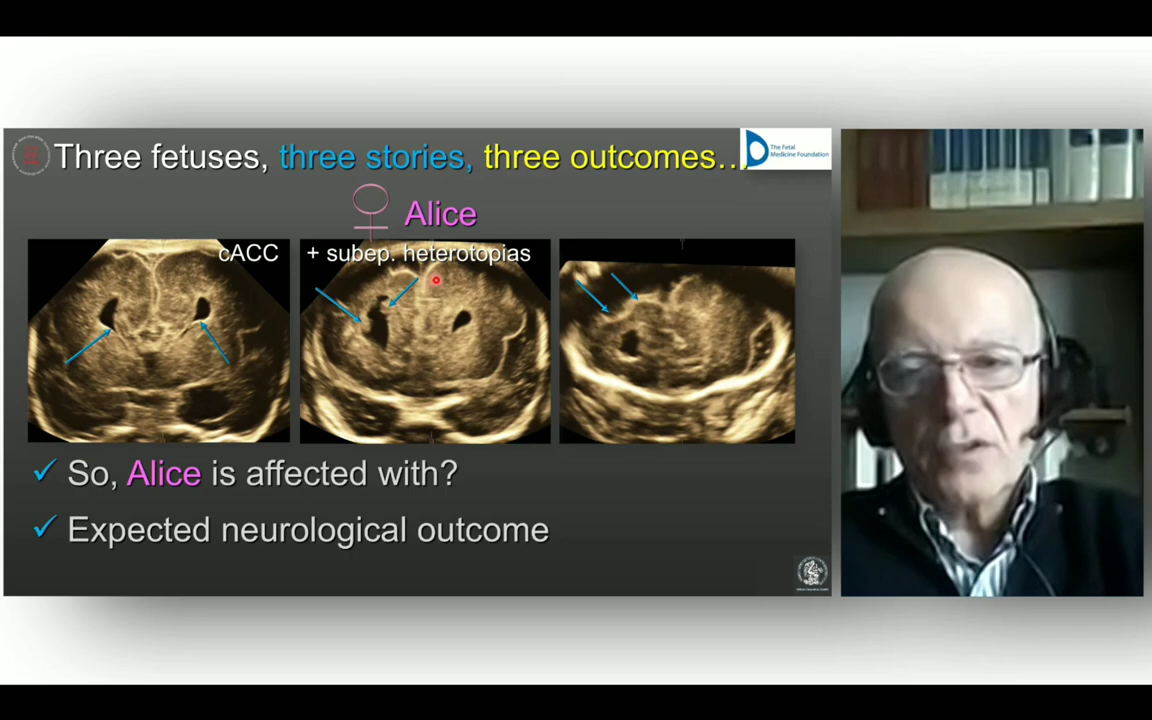 Three fetuses, three stories, three outcomes...
The Fetal
Medicine Foundation
Alice
cACC
+ subep. heterotopias
✓ So, Alice is affected with?
✓ Expected neurological outcome